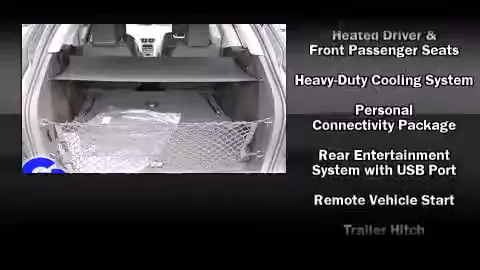 Heated Driver &
Front Passenger Seats
Heavy-Duty Cooling System
Personal
Connectivity Package
Rear Entertainment
System with USB Port
Remote Vehicle Start
Trailer Hitch